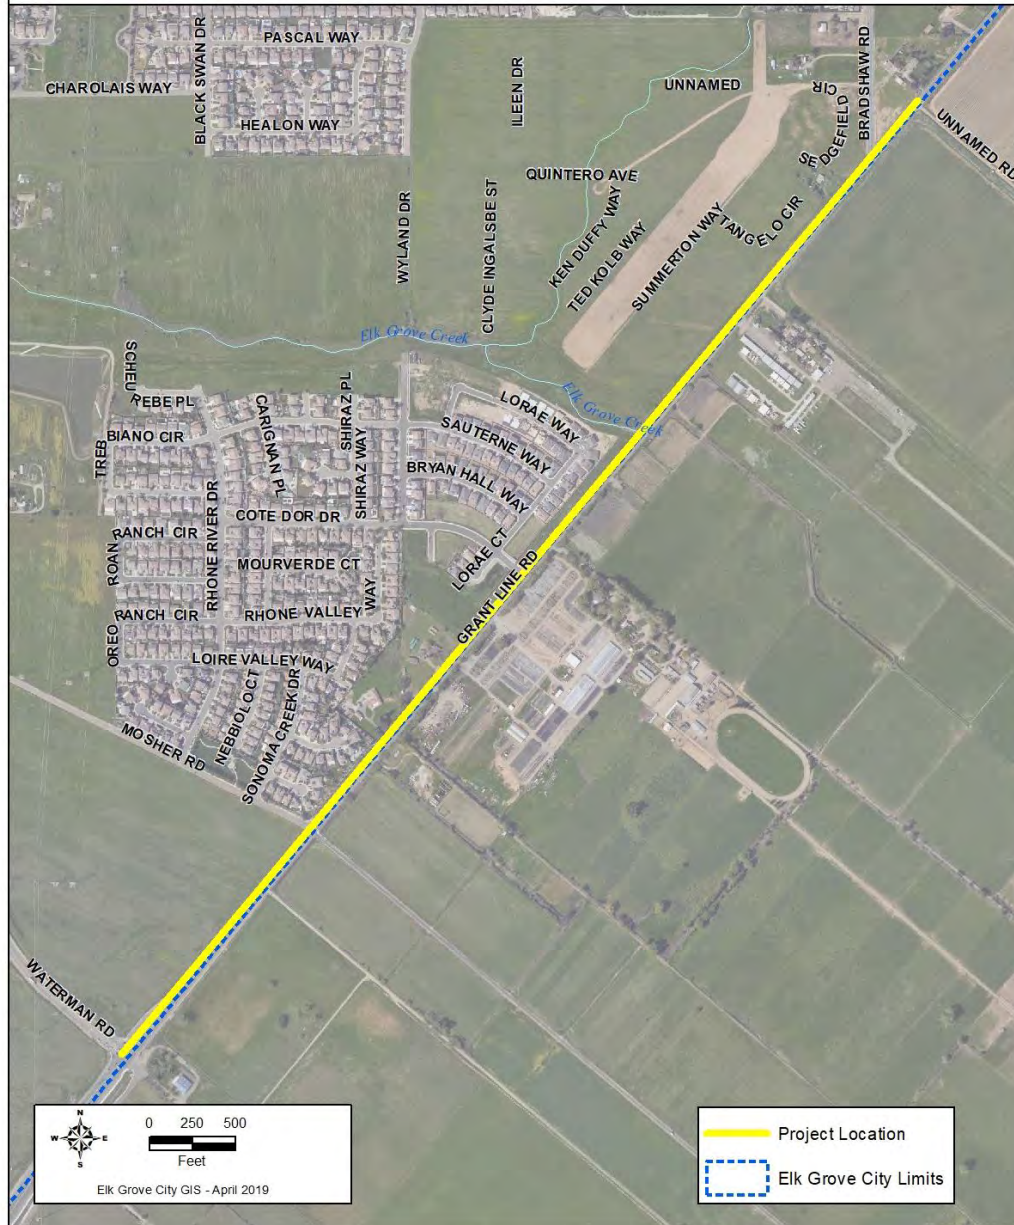 PASCAL WAY
BLACK SWAN DR
CHAROLAIS WAY
HEALON WAY
ILEEN DR
UNNAMED
BRADSHAW RD
SEDGEFIELD CIR
UNNAMED RD
QUINTERO AVE
WYLAND DR
CLYDE INGALSBE ST
KEN DUFFY WAY
TED KOLB WAY
SUMMERTON WAY
TANGELO CIR
Elk Grove Creek
Elk Grove Creek
SCHEU
REBE PL
CARIGNAN PL
SHIRAZ PL
LORAE WAY
BIANO CIR
TREB
SHIRAZ WAY
SAUTERNE WAY
BRYAN HALL WAY
COTE DOR DR
RANCH CIR
ROAN
RHONE RIVER DR
MOURVERDE CT
LORAE CT
GRANT LINE RD
RANCH CIR
OREO
RHONE VALLEY WAY
LOIRE VALLEY WAY
NEBBIOLO CT
SONOMA CREEK DR
MOSHER RD
WATERMAN RD
N
W E
S
0 250 500
Feet
Elk Grove City GIS - April 2019
Project Location
Elk Grove City Limits